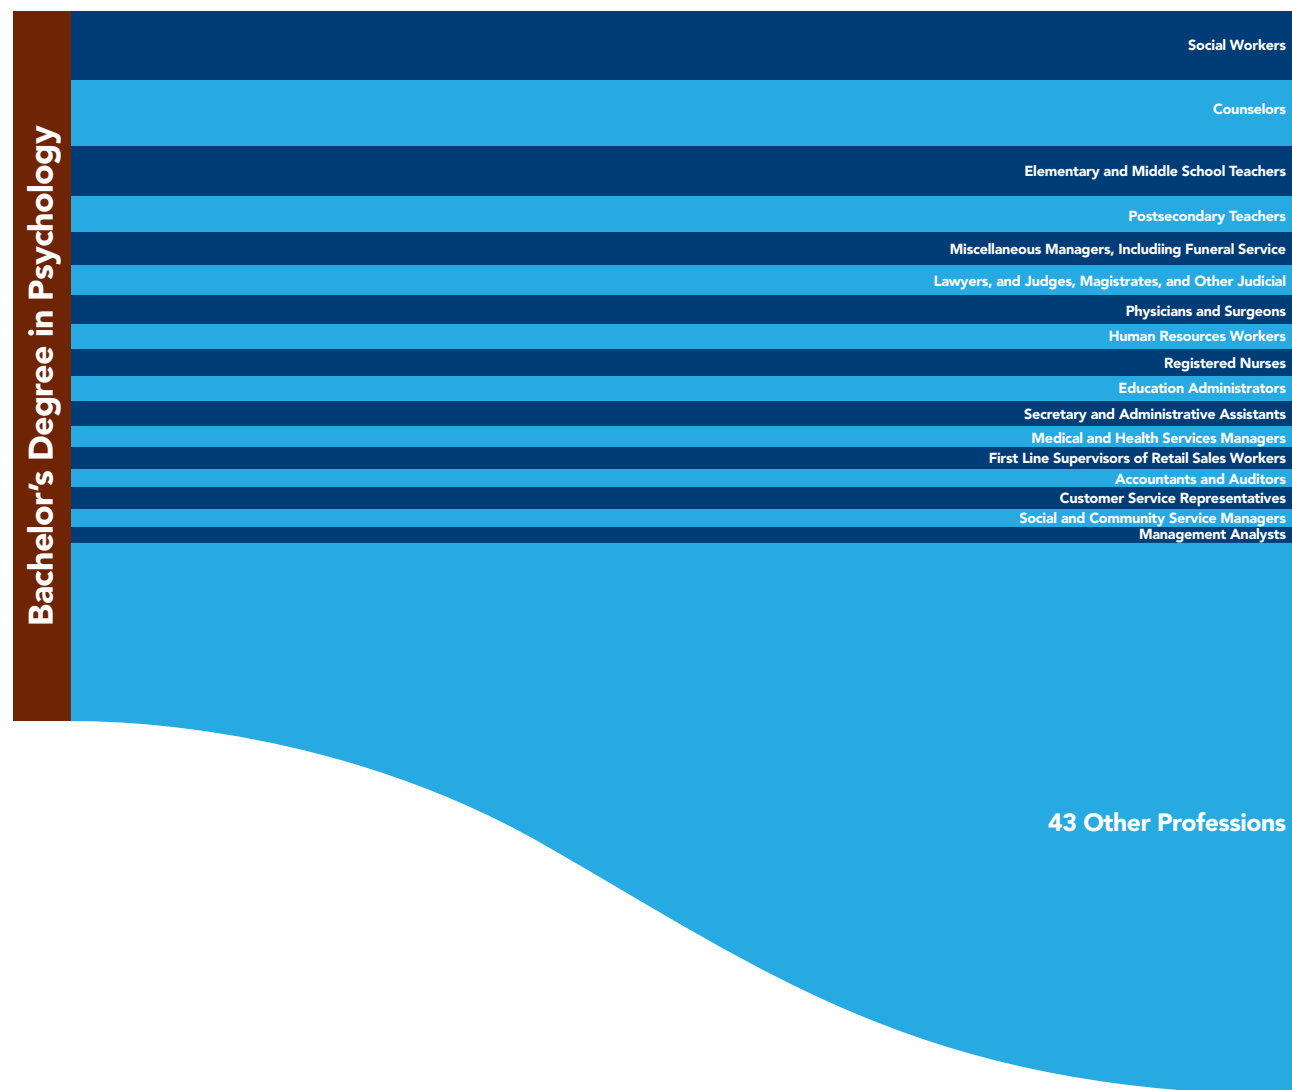 Bachelor’s Degree in Psychology
Social Workers
Counselors
Elementary and Middle School Teachers
Postsecondary Teachers
Miscellaneous Managers, Includiing Funeral Service
Lawyers, and Judges, Magistrates, and Other Judicial
Physicians and Surgeons
Human Resources Workers
Registered Nurses
Education Administrators
Secretary and Administrative Assistants
Medical and Health Services Managers
First Line Supervisors of Retail Sales Workers
Accountants and Auditors
Customer Service Representatives
Social and Community Service Managers
Management Analysts
43 Other Professions